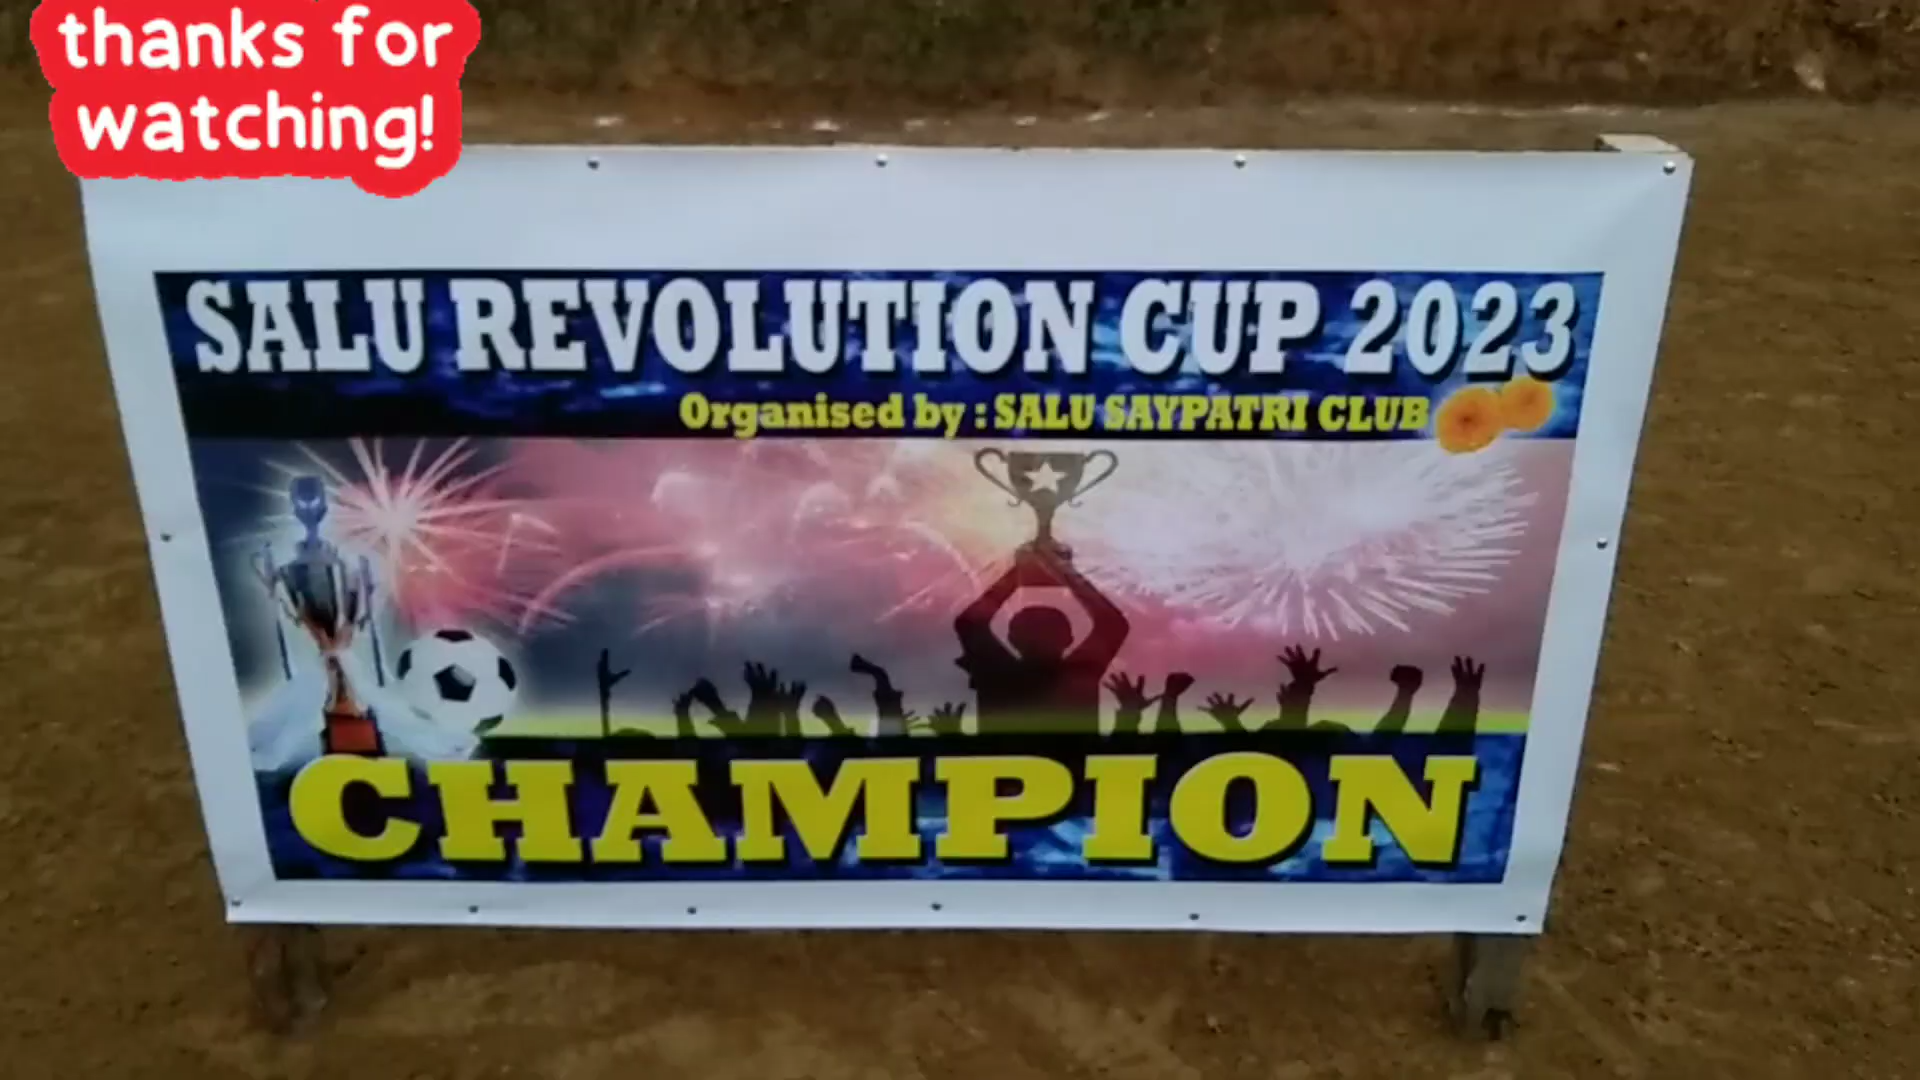 thanks for
watching!
SALU REVOLUTION CUP 2023
Organised by : SALU SAYPATRI CLUB
CHAMPION